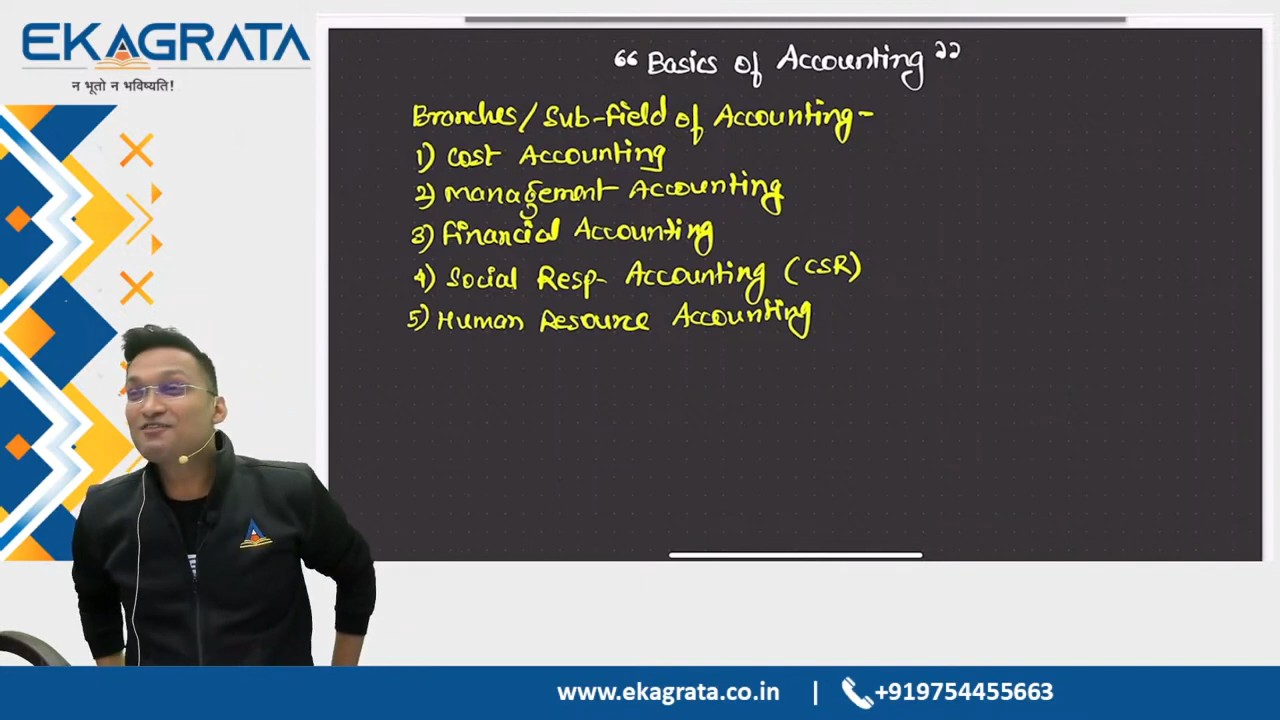 EKAGRATA
न भूतो न भविष्यति!
“Basics of Accounting”
Branches/Sub-field of Accounting-
1) Cost Accounting
2) Management Accounting
3) Financial Accounting
4) Social Resp- Accounting (CSR)
5) Human Resource Accounting
www.ekagrata.co.in | +919754455663